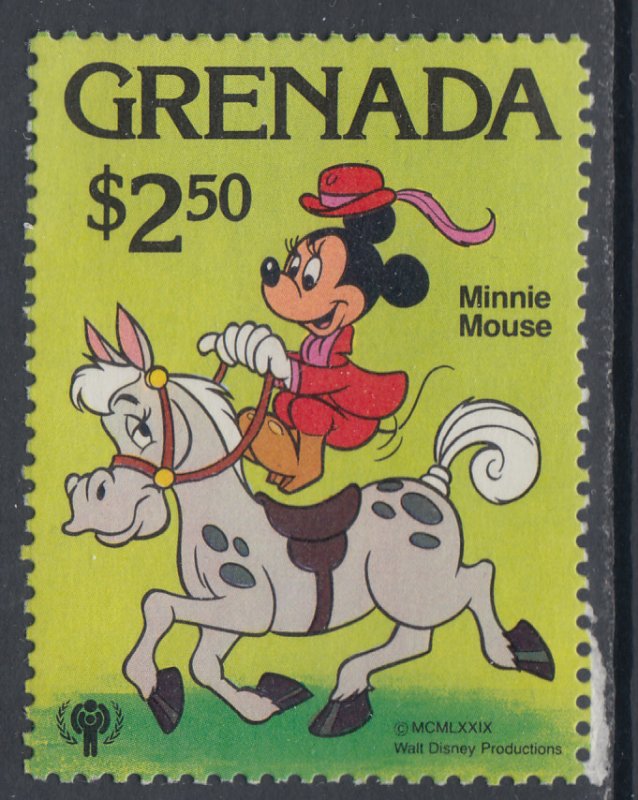 GRENADA
$2.50
Minnie
Mouse
© MCMLXXIX
Walt Disney Productions